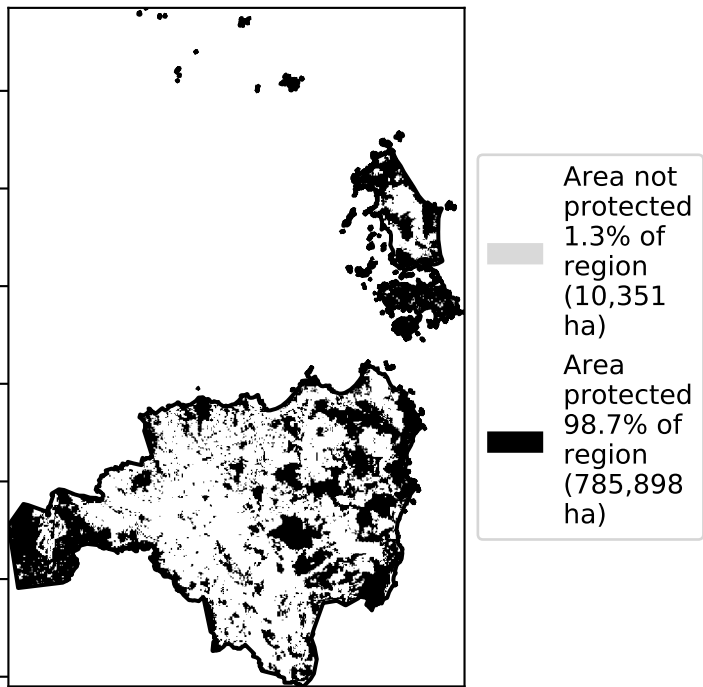 Area not
protected
1.3% of
region
(10,351
ha)
Area
protected
98.7% of
region
(785,898
ha)